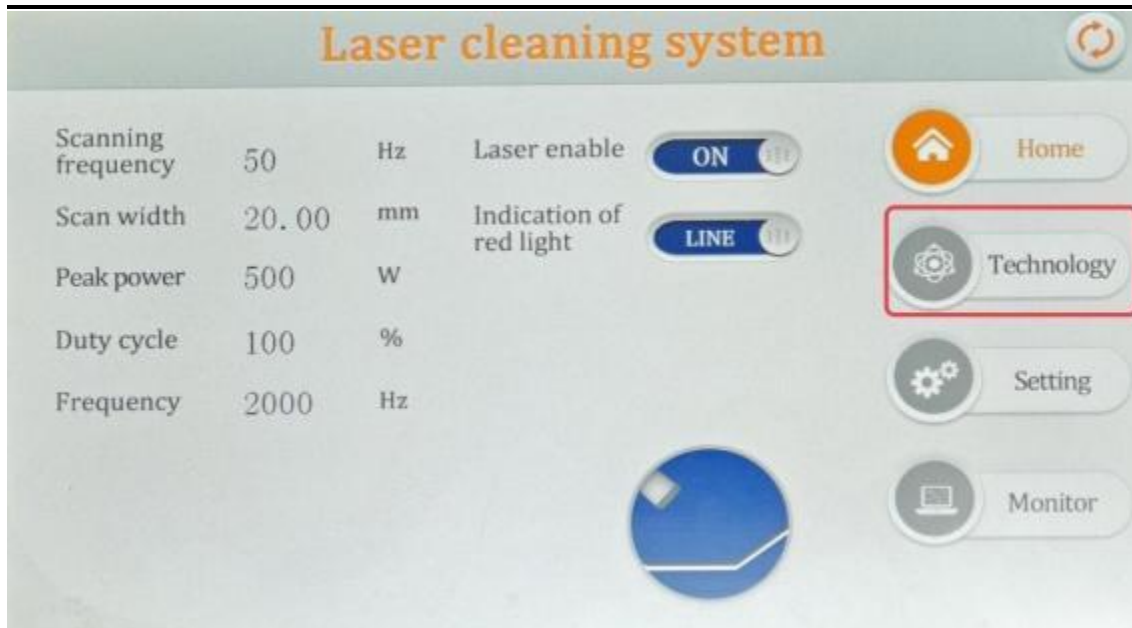 Laser cleaning system
Scanning
frequency
50
Hz
Scan width
20.00
mm
Peak power
500
W
Duty cycle
100
%
Frequency
2000
Hz
Laser enable
ON
Indication of
red light
LINE
Home
Technology
Setting
Monitor